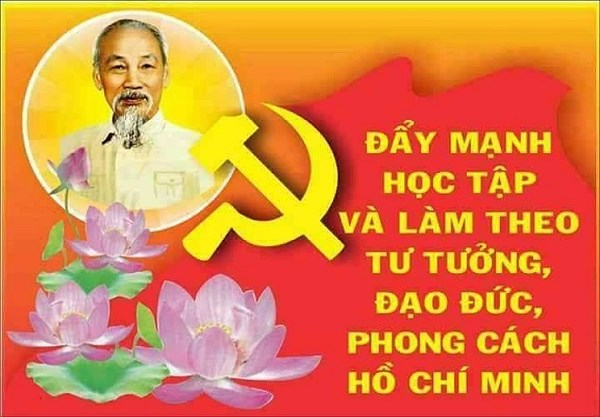 ĐẨY MẠNH
HỌC TẬP
VÀ LÀM THEO
TƯ TƯỞNG,
ĐẠO ĐỨC,
PHONG CÁCH
HỒ CHÍ MINH